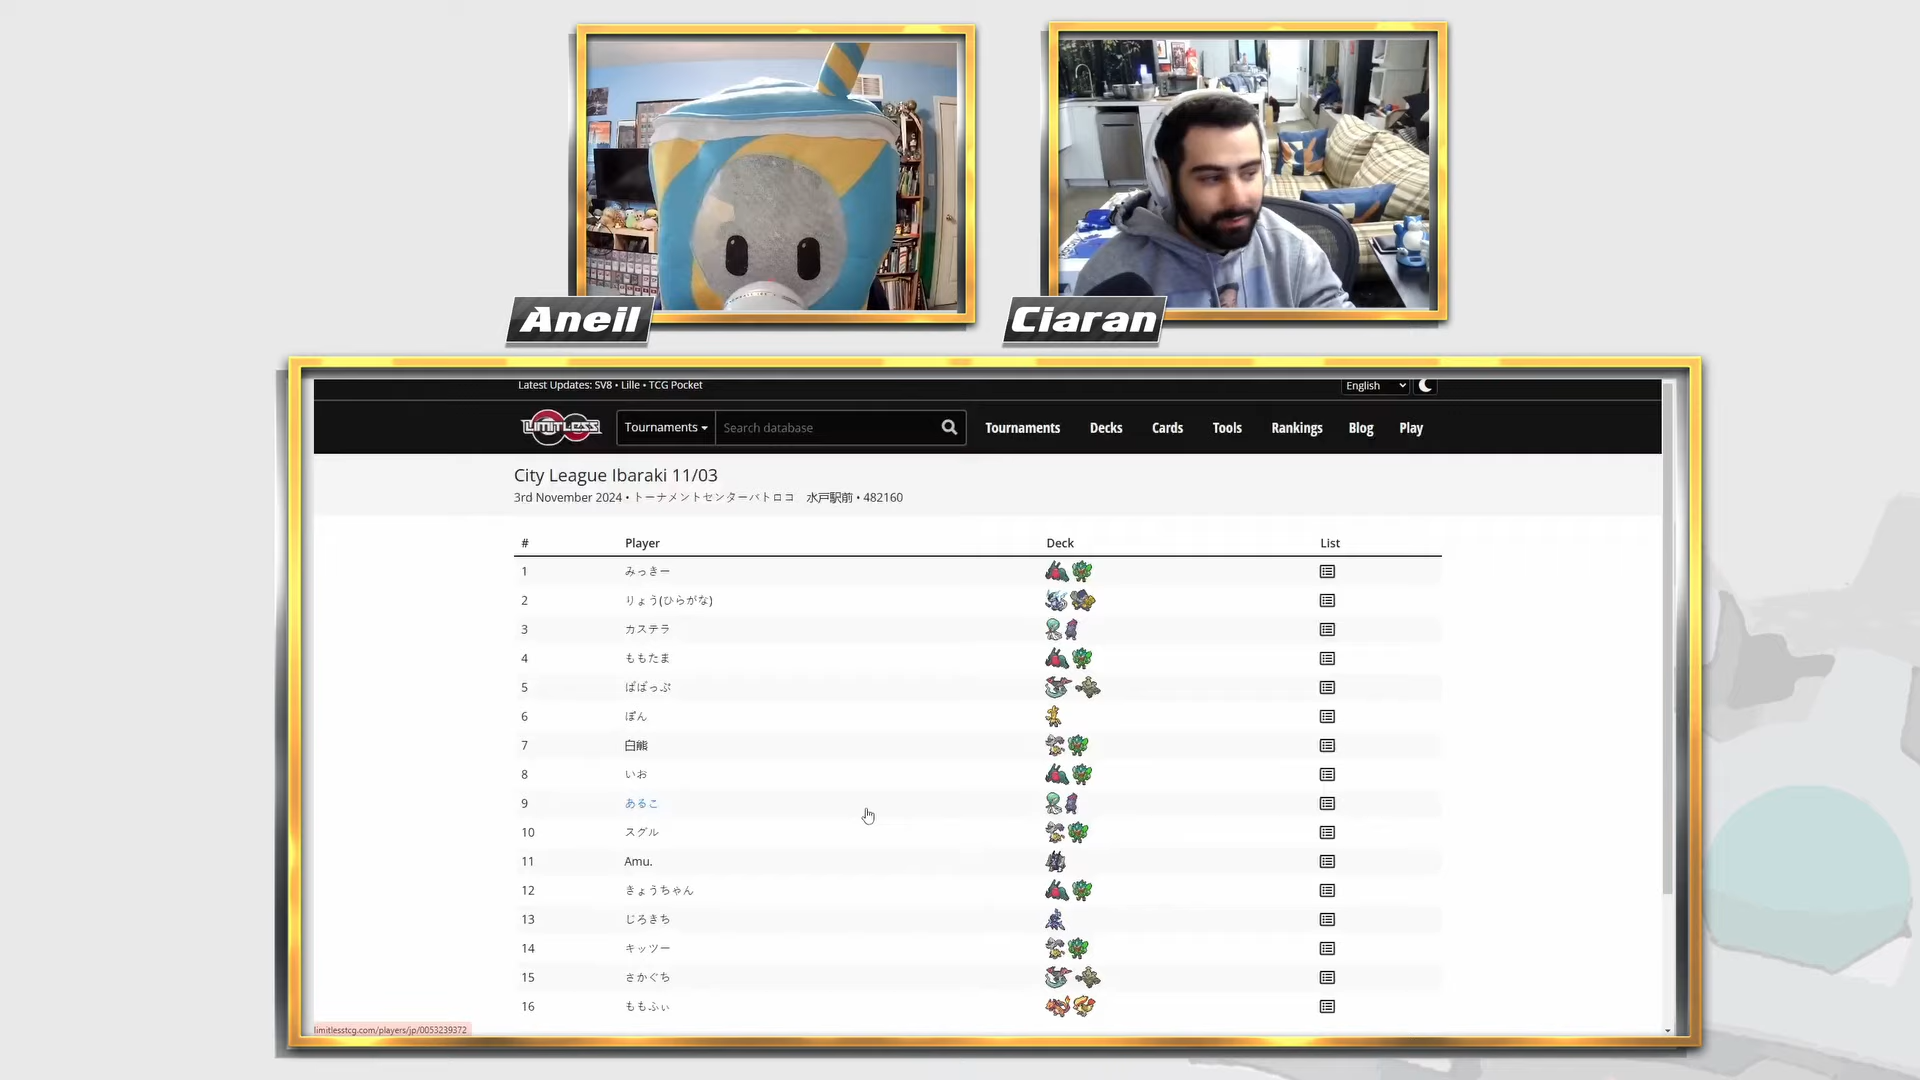 Aneil
Ciaran
Latest Updates: SV8 • Lille • TCG Pocket
English
LIMITLESS
Tournaments
Search database
Tournaments Decks Cards Tools Rankings Blog Play
City League Ibaraki 11/03
3rd November 2024 • トーナメントセンターバトロコ 水戸駅前 • 482160
# Player Deck List
1 みっきー
2 りょう(ひらがな)
3 カステラ
4 ももたま
5 ぱぱっぷ
6 ぽん
7 白熊
8 いお
9 あるこ
10 スグル
11 Amu.
12 きょうちゃん
13 じろきち
14 キッツー
15 さかぐち
16 ももふぃ
limitlesstcg.com/players/jp/0053239372